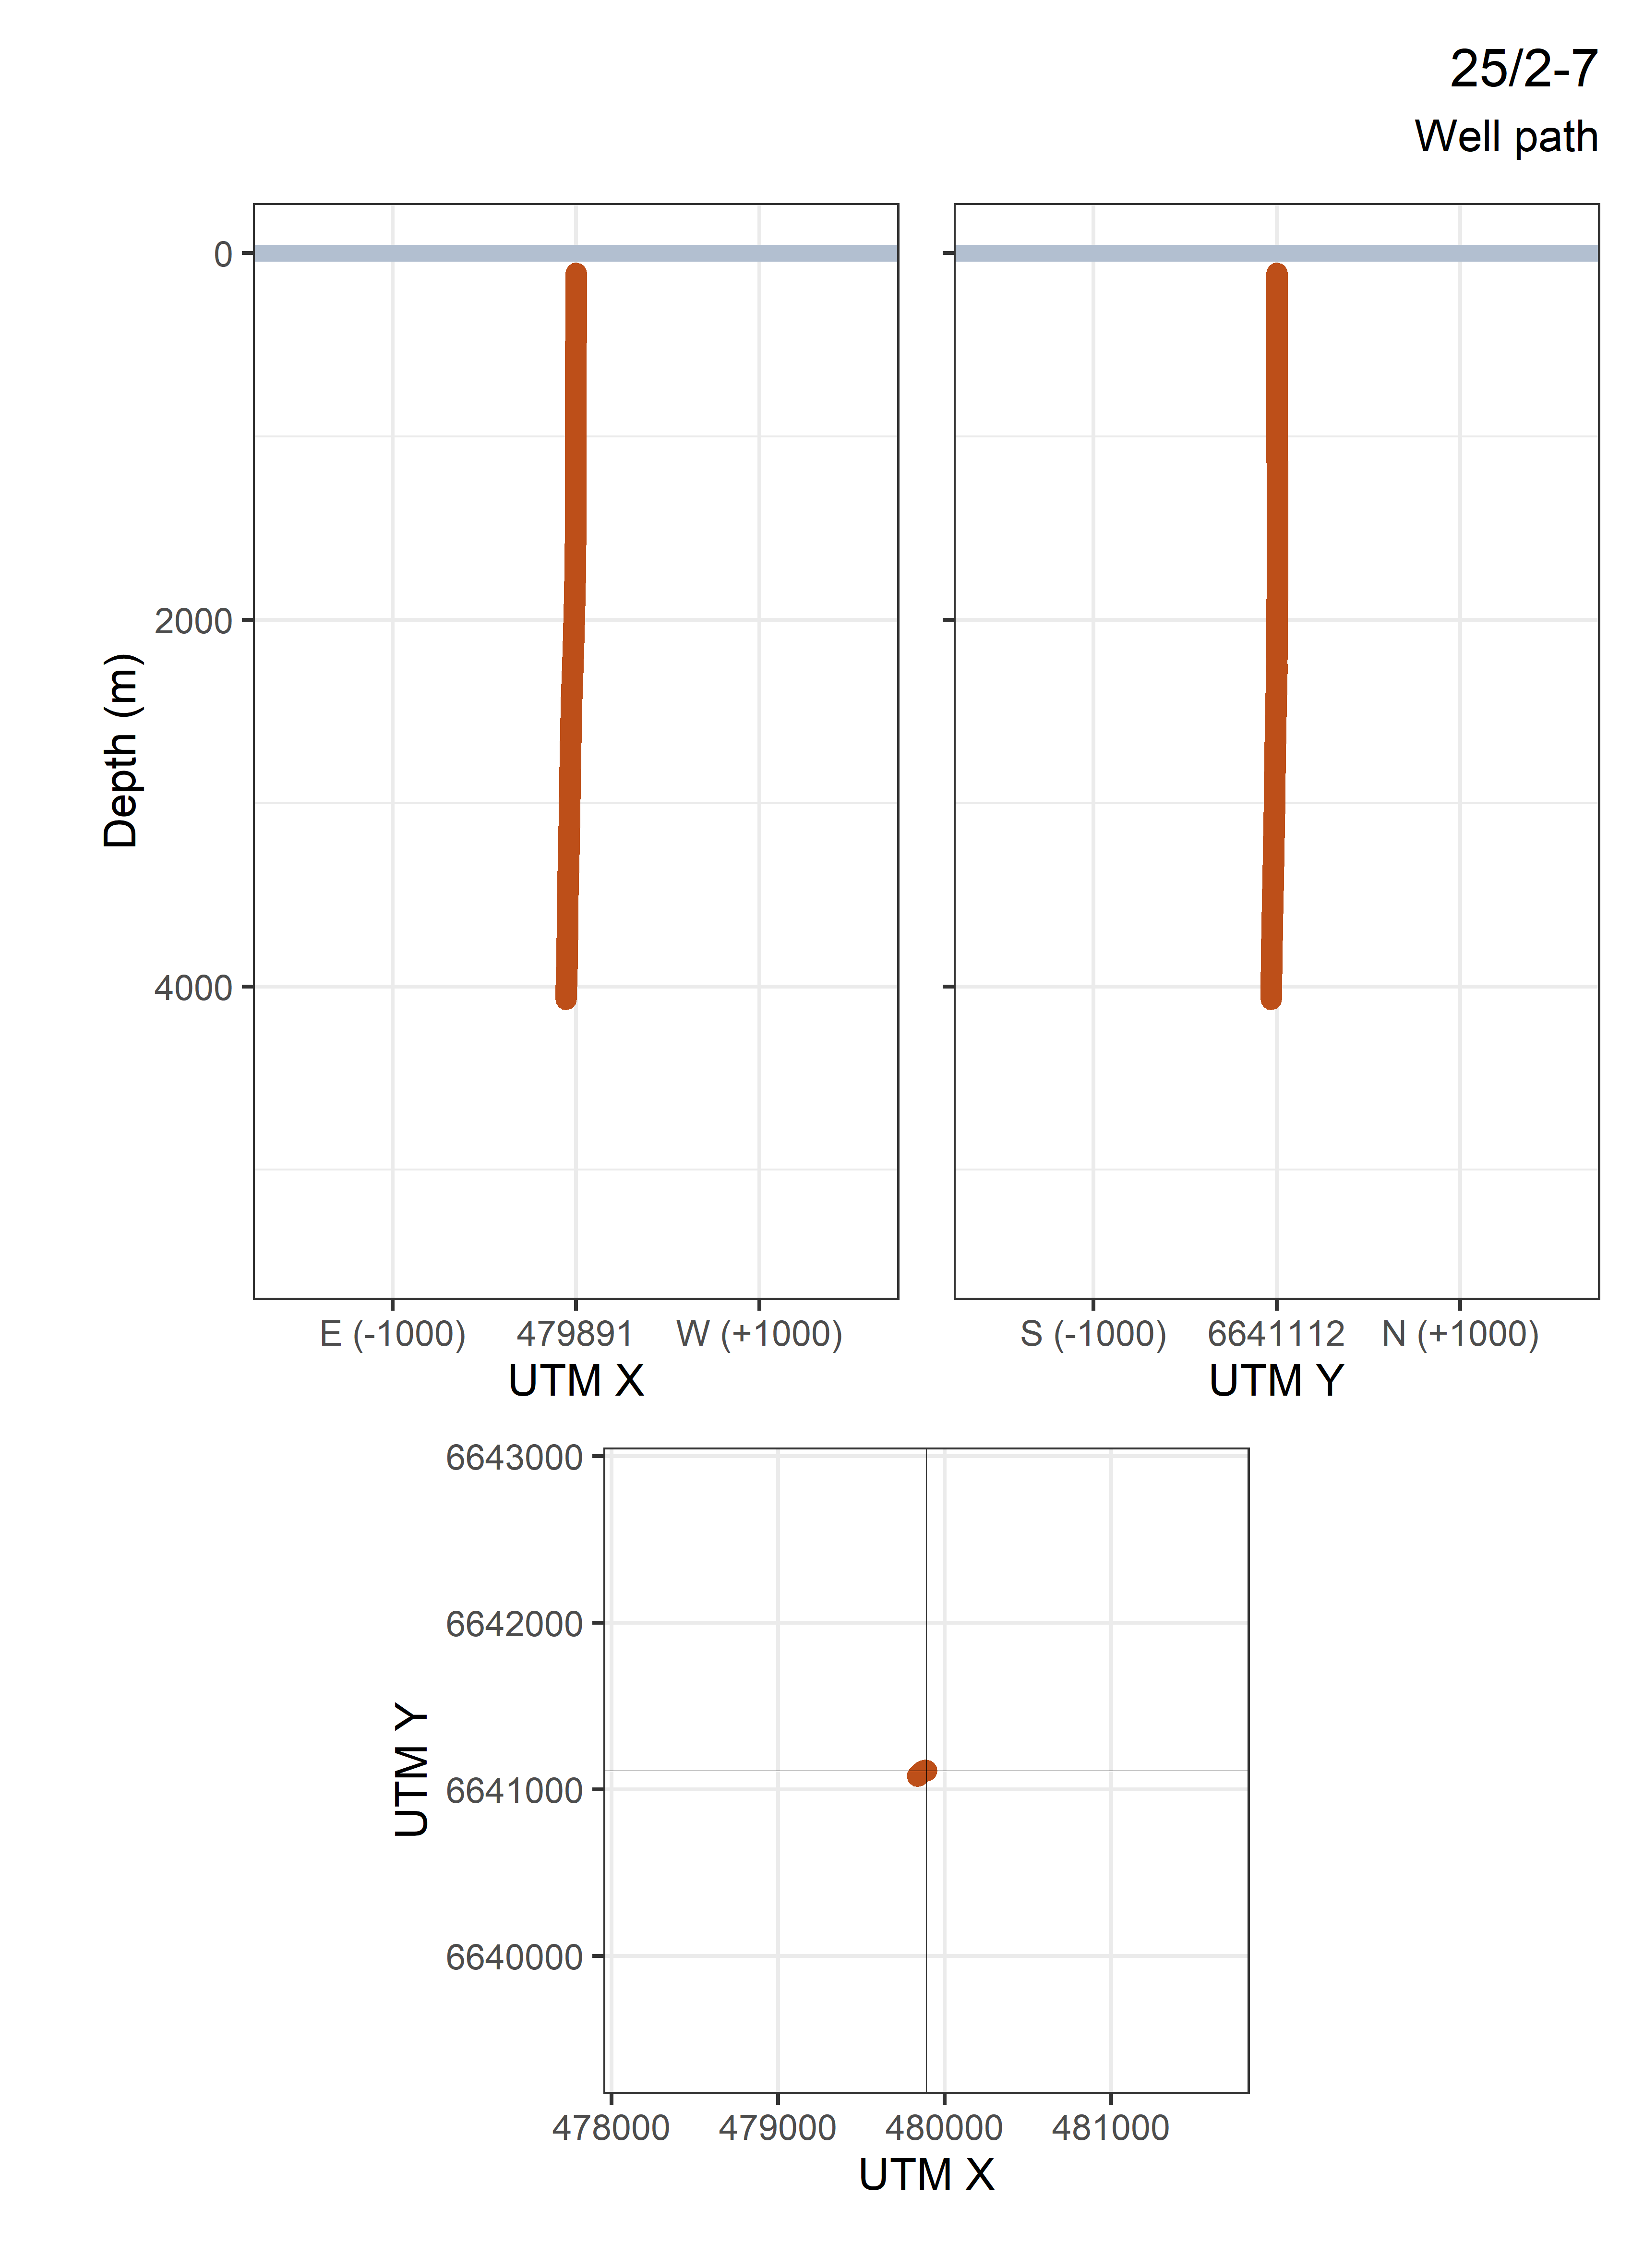 25/2-7
Well path
0
2000
4000
Depth (m)
E (-1000) 479891 W (+1000)
UTM X
S (-1000) 6641112 N (+1000)
UTM Y
6643000
6642000
6641000
6640000
UTM Y
478000 479000 480000 481000
UTM X